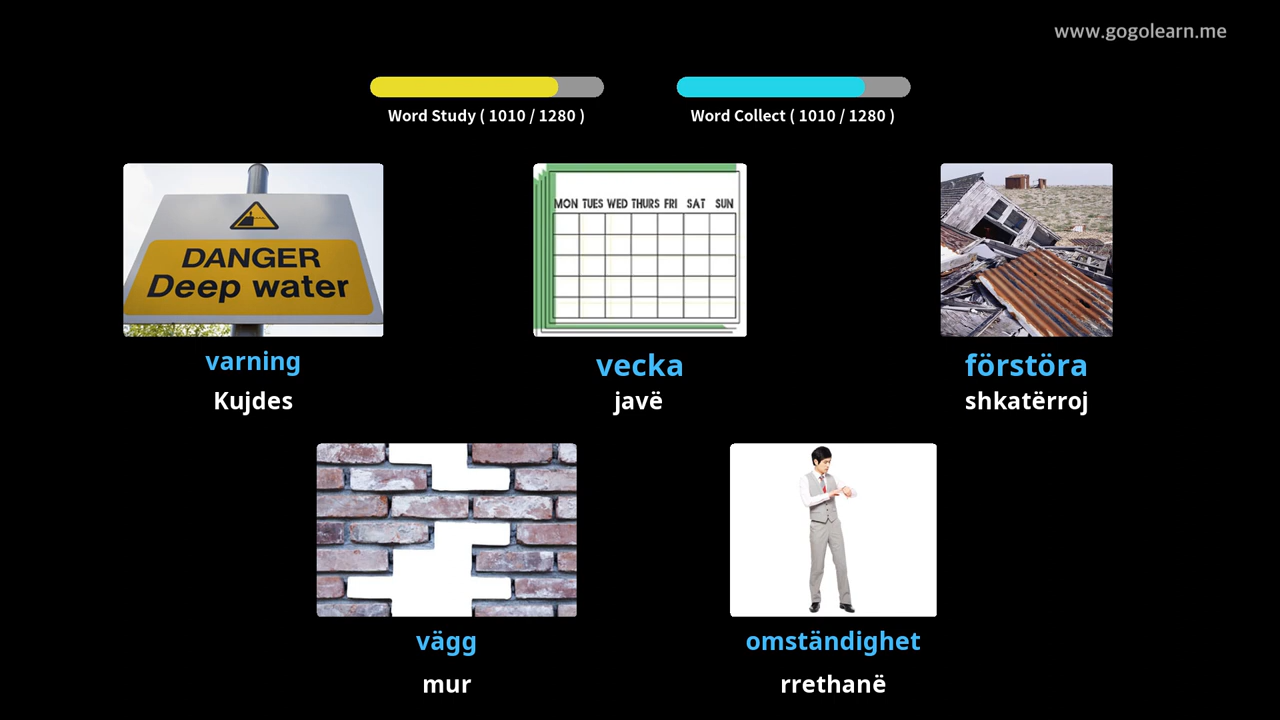 www.gogolearn.me
Word Study ( 1010 / 1280 )
Word Collect ( 1010 / 1280 )
DANGER
Deep water
MON TUES WED THURS FRI SAT SUN
varning
Kujdes
vecka
javë
förstöra
shkatërroj
vägg
mur
omständighet
rrethanë